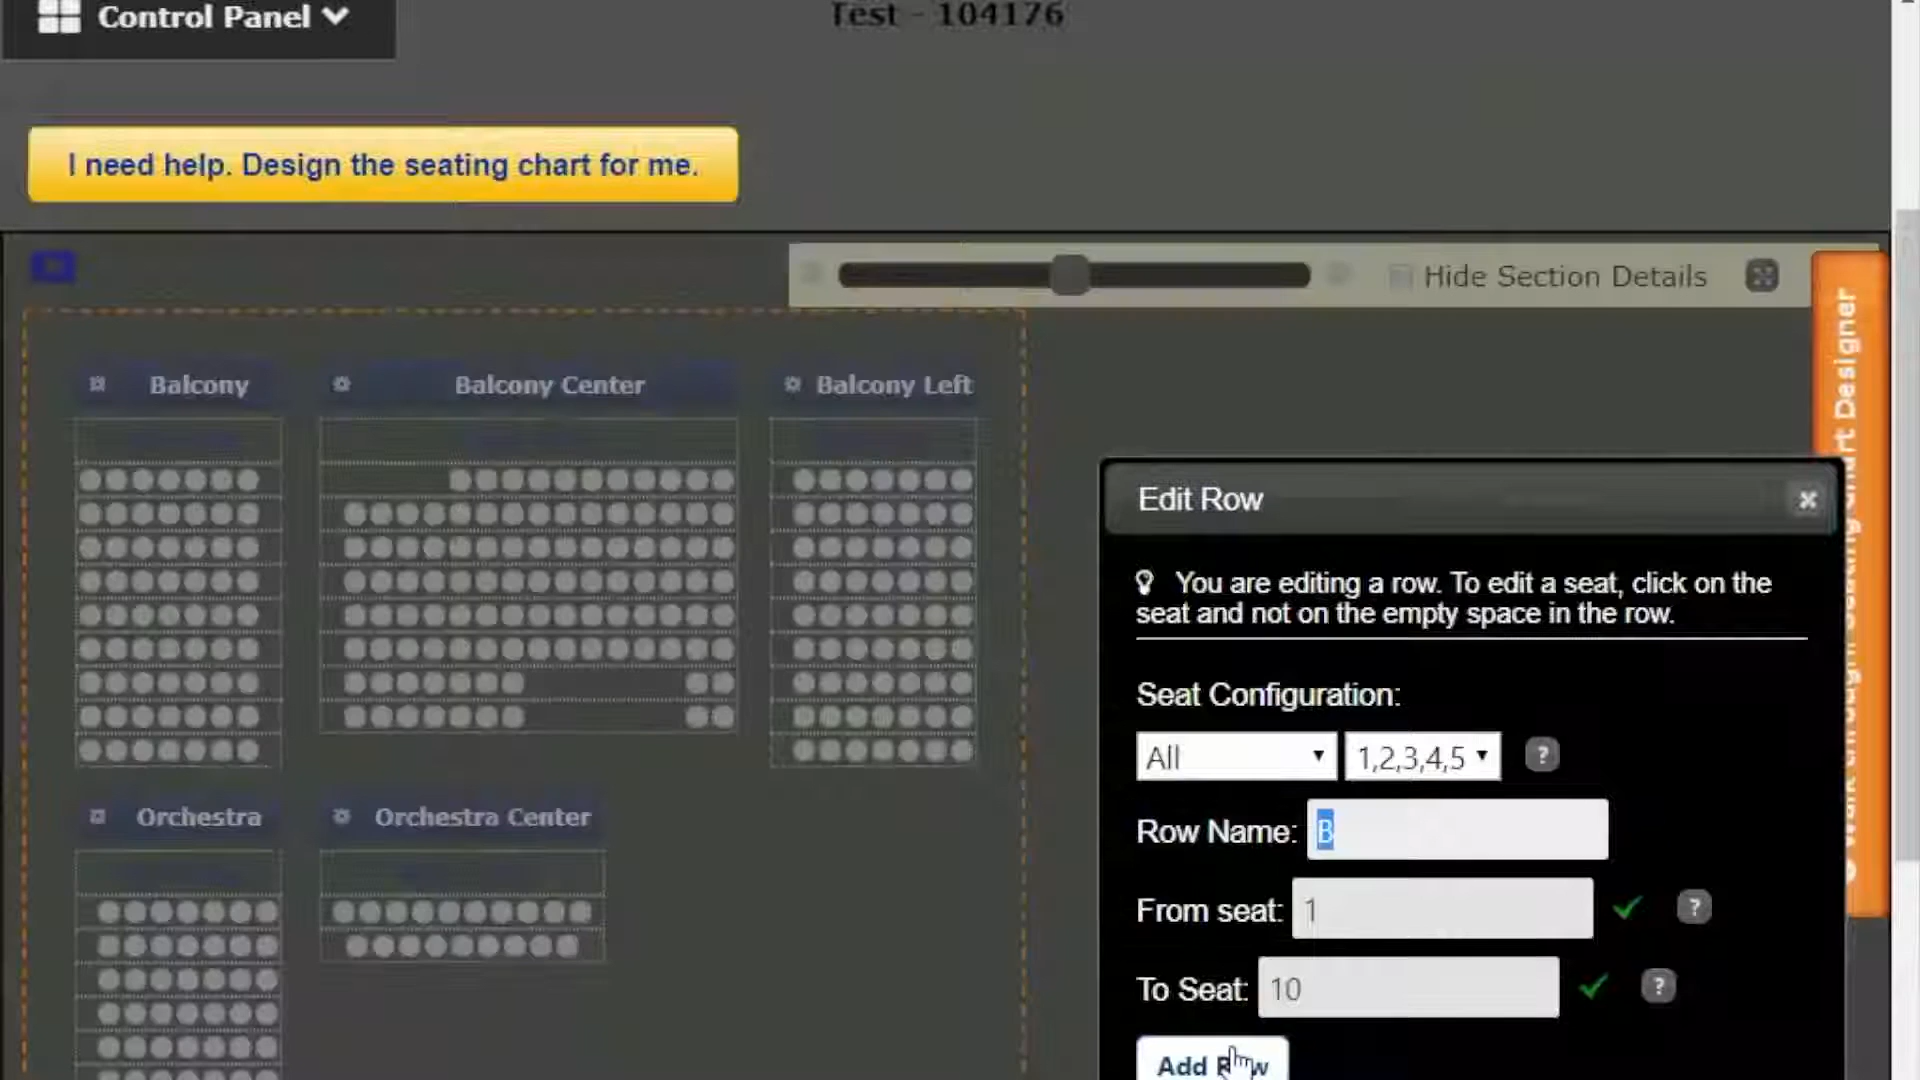 Control Panel
Test - 104176
I need help. Design the seating chart for me.
Hide Section Details
Balcony
Balcony Center
Balcony Left
Orchestra
Orchestra Center
Edit Row
You are editing a row. To edit a seat, click on the
seat and not on the empty space in the row.
Seat Configuration:
All 1,2,3,4,5 ?
Row Name: B
From seat: 1 ?
To Seat: 10 ?
Add Row
Designer